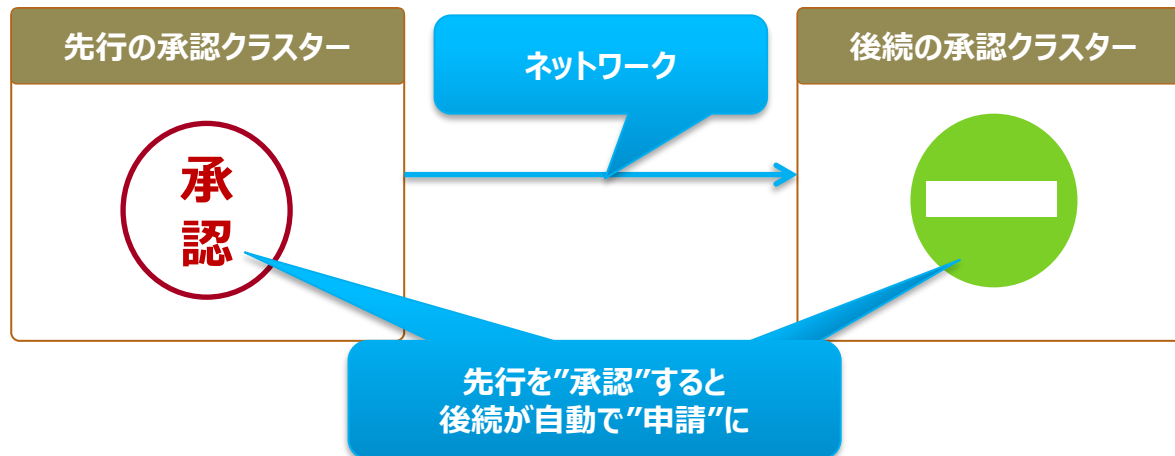 先行の承認クラスター
ネットワーク
後続の承認クラスター
承
認
先行を”承認”すると
後続が自動で”申請”に